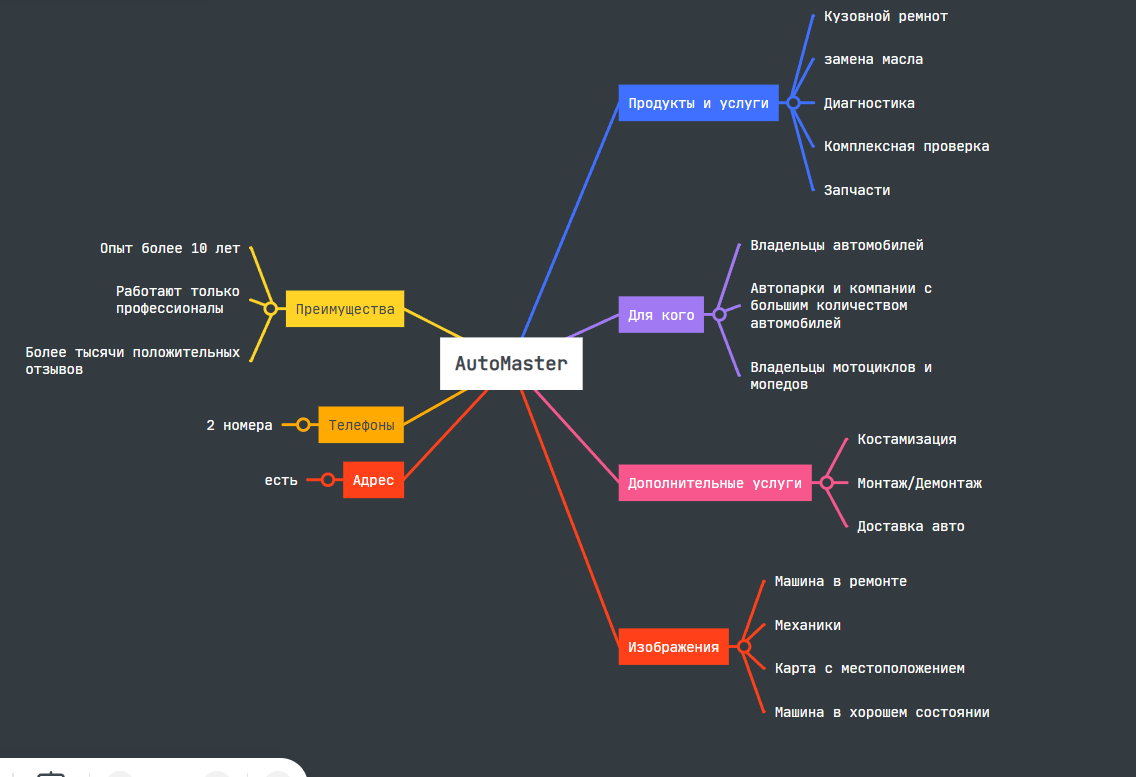 Кузовной ремнот
замена масла
Продукты и услуги
Диагностика
Комплексная проверка
Запчасти
Владельцы автомобилей
Для кого
Автопарки и компании с
большим количеством
автомобилей
Владельцы мотоциклов и
мопедов
Опыт более 10 лет
Преимущества
Работают только
профессионалы
Более тысячи положительных
отзывов
AutoMaster
Телефоны
2 номера
Адрес
есть
Дополнительные услуги
Костамизация
Монтаж/Демонтаж
Доставка авто
Изображения
Машина в ремонте
Механики
Карта с местоположением
Машина в хорошем состоянии